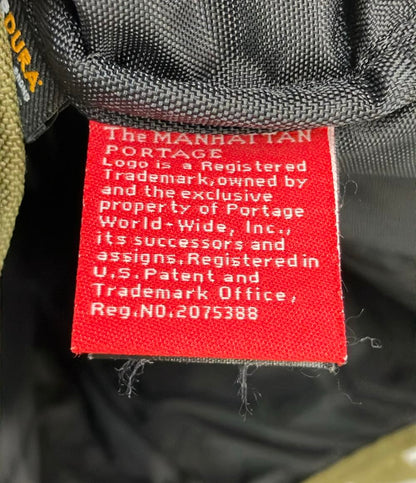 DURA
The MANHATTAN
PORTAGE
Logo is a Registered
Trademark,owned by
and the exclusive
property of Portage
World-Wide, Inc.,
its successors and
assigns.Registered in
U.S.Patent and
Trademark Office,
Reg.NO.2075388